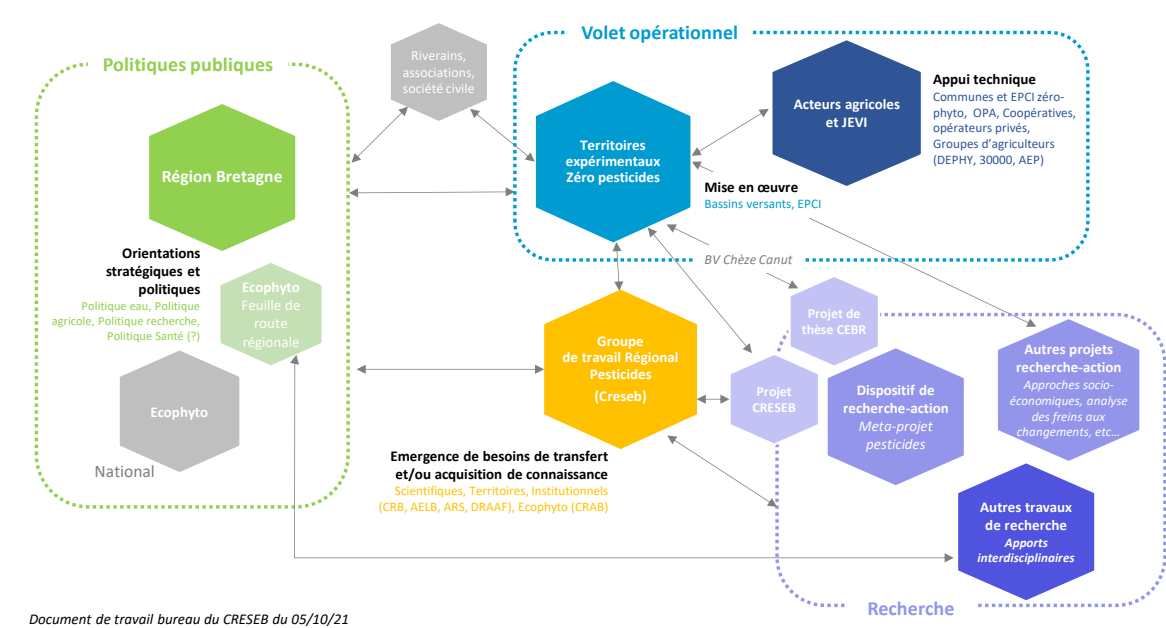 Politiques publiques
Région Bretagne
Orientations
stratégiques et
politiques
Politique eau, Politique
agricole, Politique recherche,
Politique Santé (?)
Ecophyto
Feuille de
route
régionale
Ecophyto
National
Riverains,
associations,
société civile
Volet opérationnel
Territoires
expérimentaux
Zéro pesticides
Acteurs agricoles
et JEVI
Appui technique
Communes et EPCI zéro-
phyto, OPA, Coopératives,
opérateurs privés,
Groupes d'agriculteurs
(DEPHY, 30000, AEP)
Mise en œuvre
Bassins versants, EPCI
BV Chèze Canut
Groupe
de travail Régional
Pesticides
(Creseb)
Emergence de besoins de transfert
et/ou acquisition de connaissance
Scientifiques, Territoires, Institutionnels
(CRB, AELB, ARS, DRAAF), Ecophyto (CRAB)
Projet de
thèse CEBR
Projet
CRESEB
Dispositif de
recherche-action
Meta-projet
pesticides
Autres projets
recherche-action
Approches socio-
économiques, analyse
des freins aux
changements, etc…
Autres travaux
de recherche
Apports
interdisciplinaires
Recherche
Document de travail bureau du CRESEB du 05/10/21